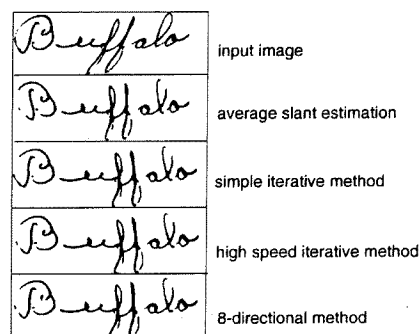 Buffalo input image
Buffalo average slant estimation
Buffalo simple iterative method
Buffalo high speed iterative method
Buffalo 8-directional method